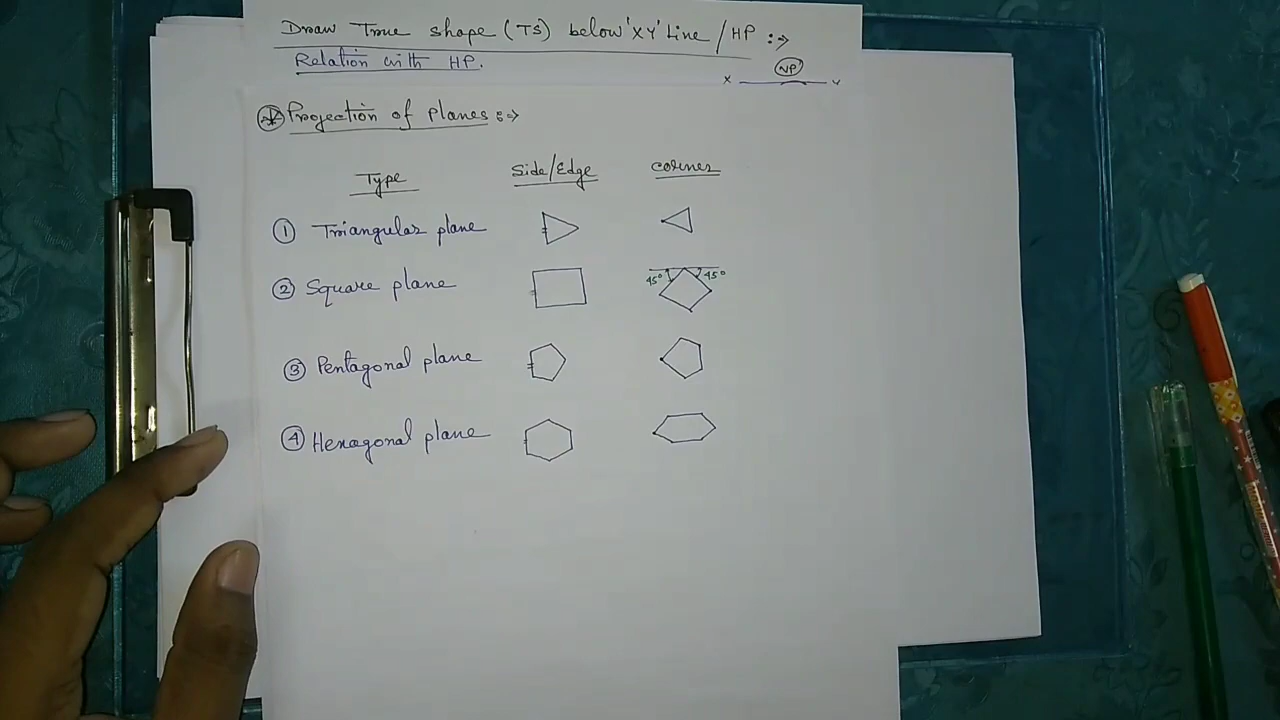 Draw True shape (TS) below 'XY' Line / HP :→
Relation with HP.
VP
X Y
* Projection of planes :→
Type Side/Edge corner
① Triangular plane
② Square plane 45° 45°
③ Pentagonal plane
④ Hexagonal plane